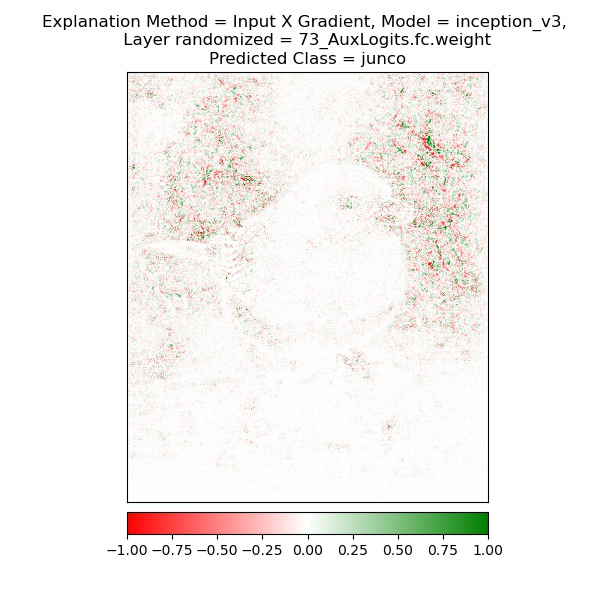 Explanation Method = Input X Gradient, Model = inception_v3,
Layer randomized = 73_AuxLogits.fc.weight
Predicted Class = junco
−1.00 −0.75 −0.50 −0.25 0.00 0.25 0.50 0.75 1.00